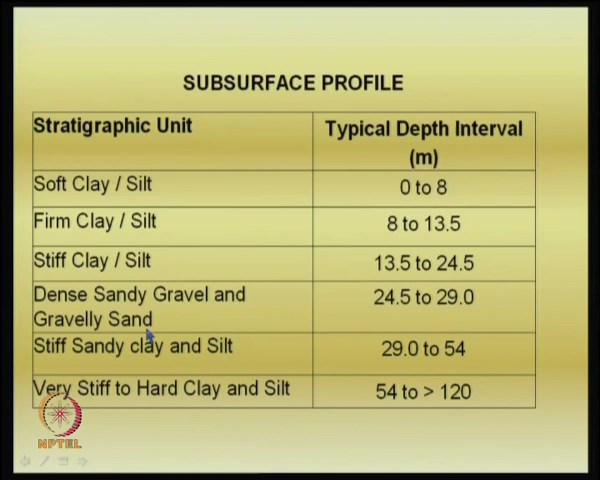 SUBSURFACE PROFILE
Stratigraphic Unit
Typical Depth Interval
(m)
Soft Clay / Silt
0 to 8
Firm Clay / Silt
8 to 13.5
Stiff Clay / Silt
13.5 to 24.5
Dense Sandy Gravel and
Gravelly Sand
24.5 to 29.0
Stiff Sandy clay and Silt
29.0 to 54
Very Stiff to Hard Clay and Silt
54 to > 120
NPTEL